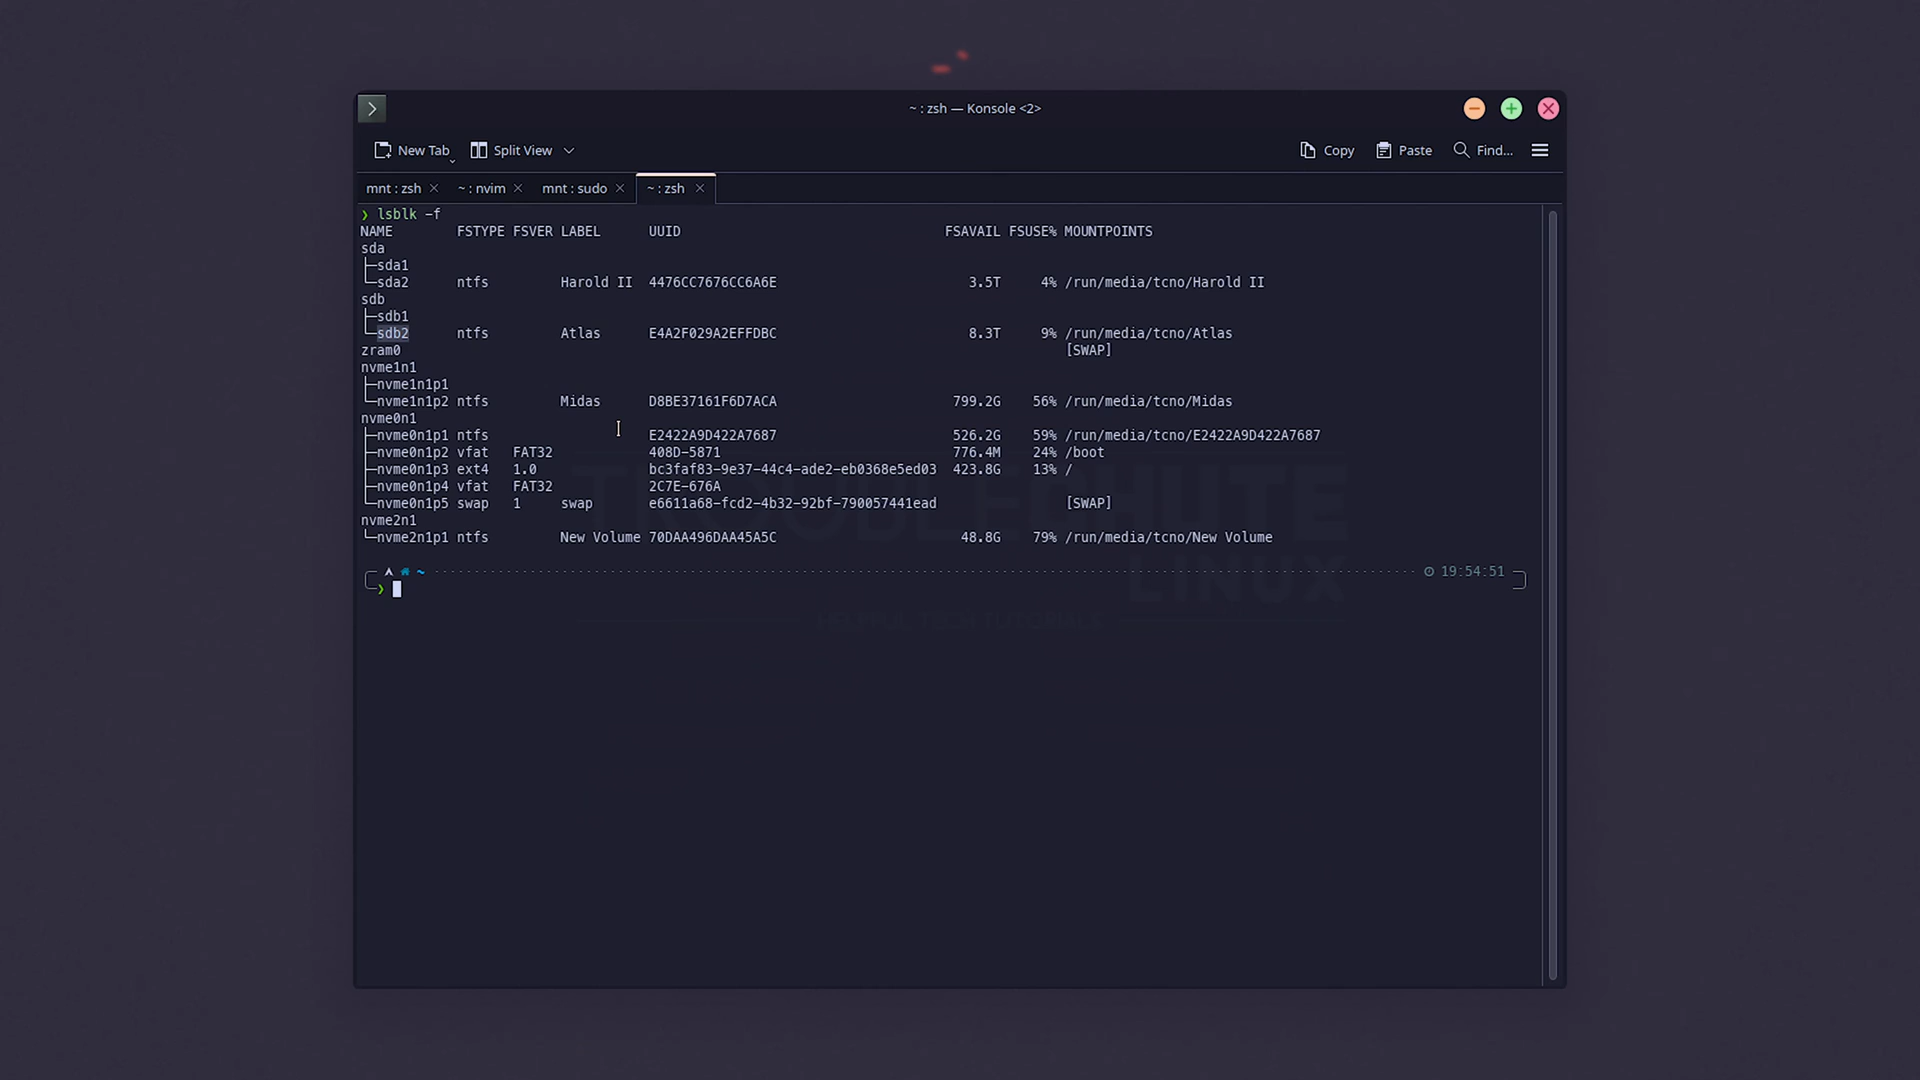 ~ : zsh — Konsole <2>
New Tab Split View Copy Paste Find...
mnt : zsh ~ : nvim mnt : sudo ~ : zsh
❯ lsblk -f
NAME FSTYPE FSVER LABEL UUID FSAVAIL FSUSE% MOUNTPOINTS
sda
├─sda1
└─sda2 ntfs Harold II 4476CC7676CC6A6E 3.5T 4% /run/media/tcno/Harold II
sdb
├─sdb1
└─sdb2 ntfs Atlas E4A2F029A2EFFDBC 8.3T 9% /run/media/tcno/Atlas
zram0 [SWAP]
nvme1n1
├─nvme1n1p1
└─nvme1n1p2 ntfs Midas D8BE37161F6D7ACA 799.2G 56% /run/media/tcno/Midas
nvme0n1
├─nvme0n1p1 ntfs E2422A9D422A7687 526.2G 59% /run/media/tcno/E2422A9D422A7687
├─nvme0n1p2 vfat FAT32 408D-5871 776.4M 24% /boot
├─nvme0n1p3 ext4 1.0 bc3faf83-9e37-44c4-ade2-eb0368e5ed03 423.8G 13% /
├─nvme0n1p4 vfat FAT32 2C7E-676A
└─nvme0n1p5 swap 1 swap e6611a68-fcd2-4b32-92bf-790057441ead [SWAP]
nvme2n1
└─nvme2n1p1 ntfs New Volume 70DAA496DAA45A5C 48.8G 79% /run/media/tcno/New Volume
~ 19:54:51
❯
TROUBLECHUTE
LINUX
HELPFUL TECH TUTORIALS